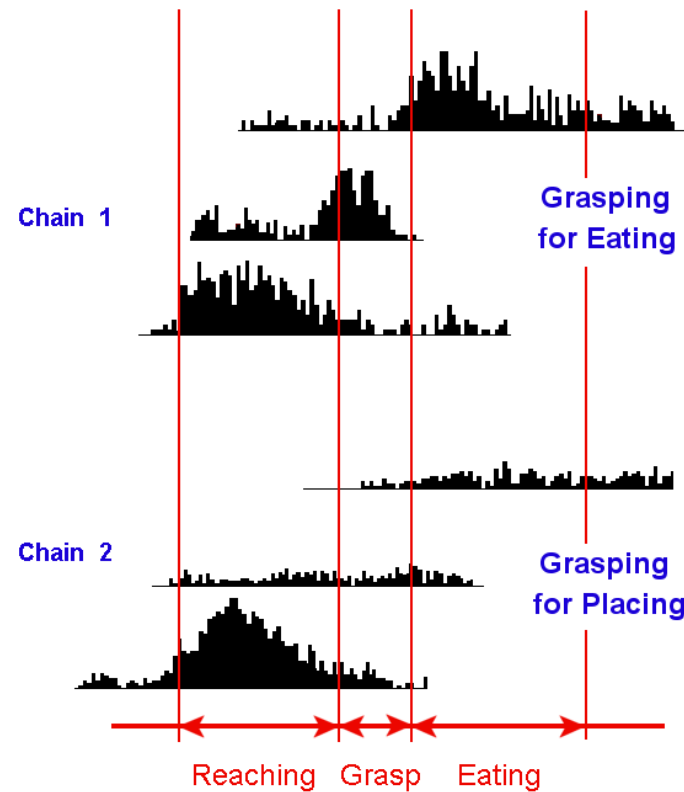 Chain 1
Grasping
for Eating
Chain 2
Grasping
for Placing
Reaching Grasp Eating